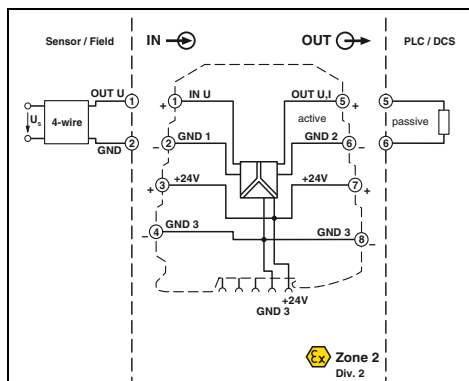 Sensor / Field
IN
OUT
PLC / DCS
OUT U
1
1
IN U
OUT U,I
5
5
+
+
Us
4-wire
active
passive
GND
2
2
GND 1
GND 2
6
6
–
–
3
+24V
+24V
7
+
+
4
GND 3
GND 3
8
–
–
+24V
GND 3
Ex
Zone 2
Div. 2